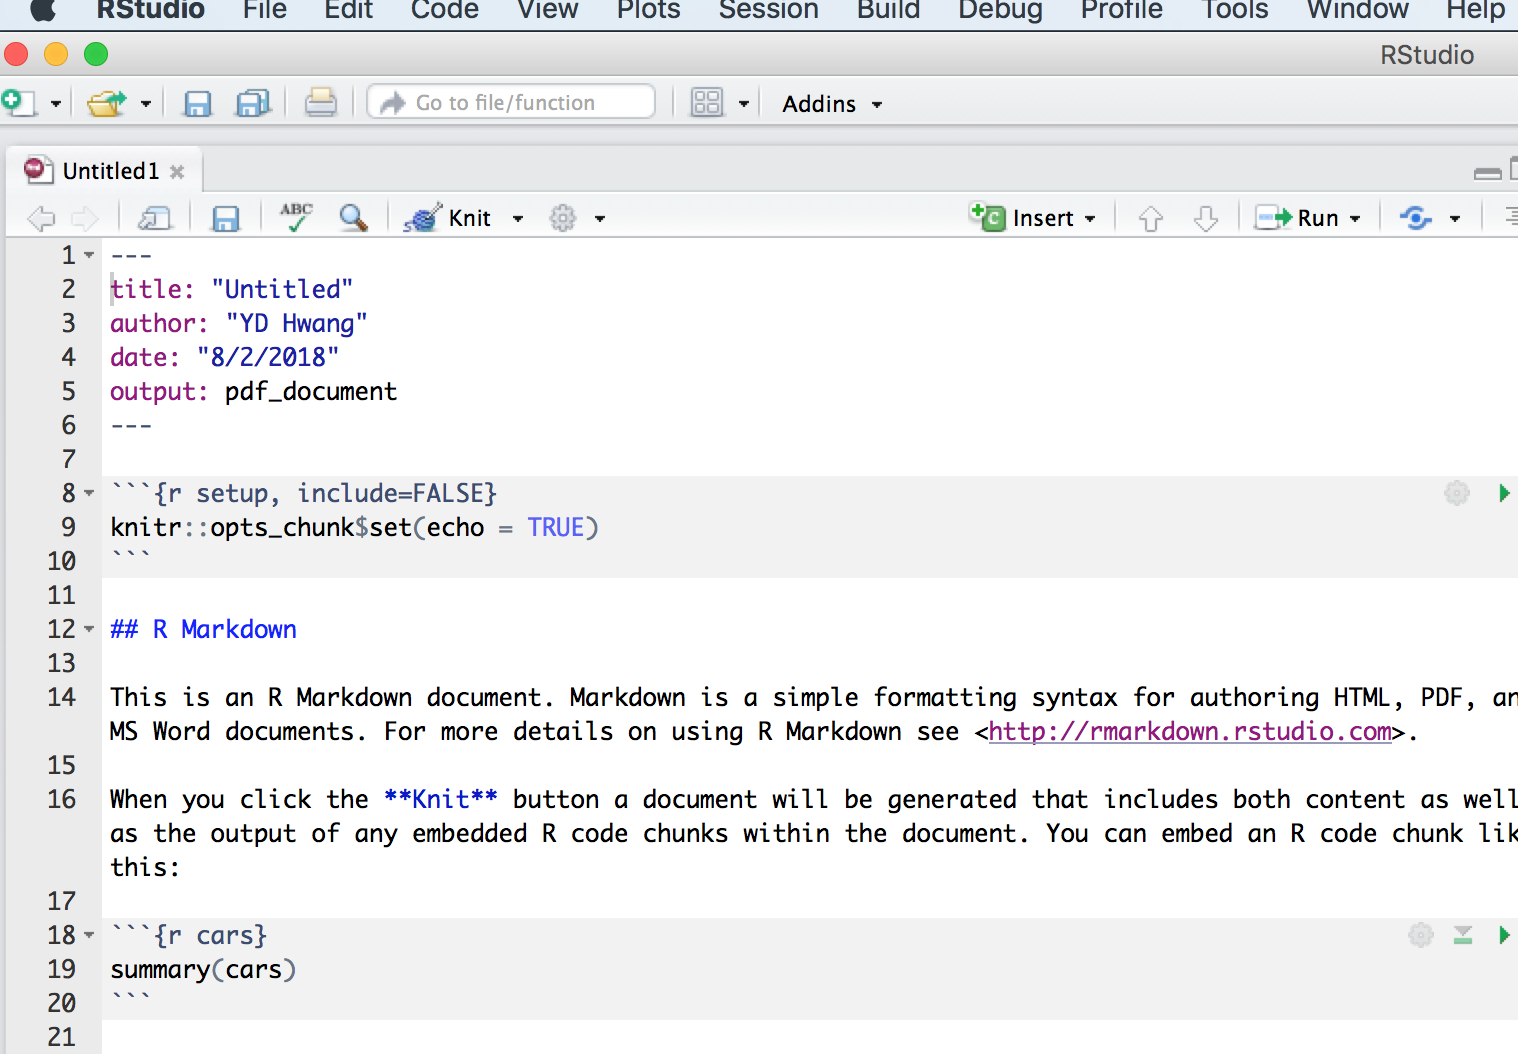 RStudio File Edit Code View Plots Session Build Debug Profile Tools Window Help
RStudio
Go to file/function Addins
Untitled1
ABC Knit Insert Run
1 ---
2 title: "Untitled"
3 author: "YD Hwang"
4 date: "8/2/2018"
5 output: pdf_document
6 ---
7
8 ```{r setup, include=FALSE}
9 knitr::opts_chunk$set(echo = TRUE)
10 ```
11
12 ## R Markdown
13
14 This is an R Markdown document. Markdown is a simple formatting syntax for authoring HTML, PDF, an
MS Word documents. For more details on using R Markdown see <http://rmarkdown.rstudio.com>.
15
16 When you click the **Knit** button a document will be generated that includes both content as well
as the output of any embedded R code chunks within the document. You can embed an R code chunk lik
this:
17
18 ```{r cars}
19 summary(cars)
20 ```
21